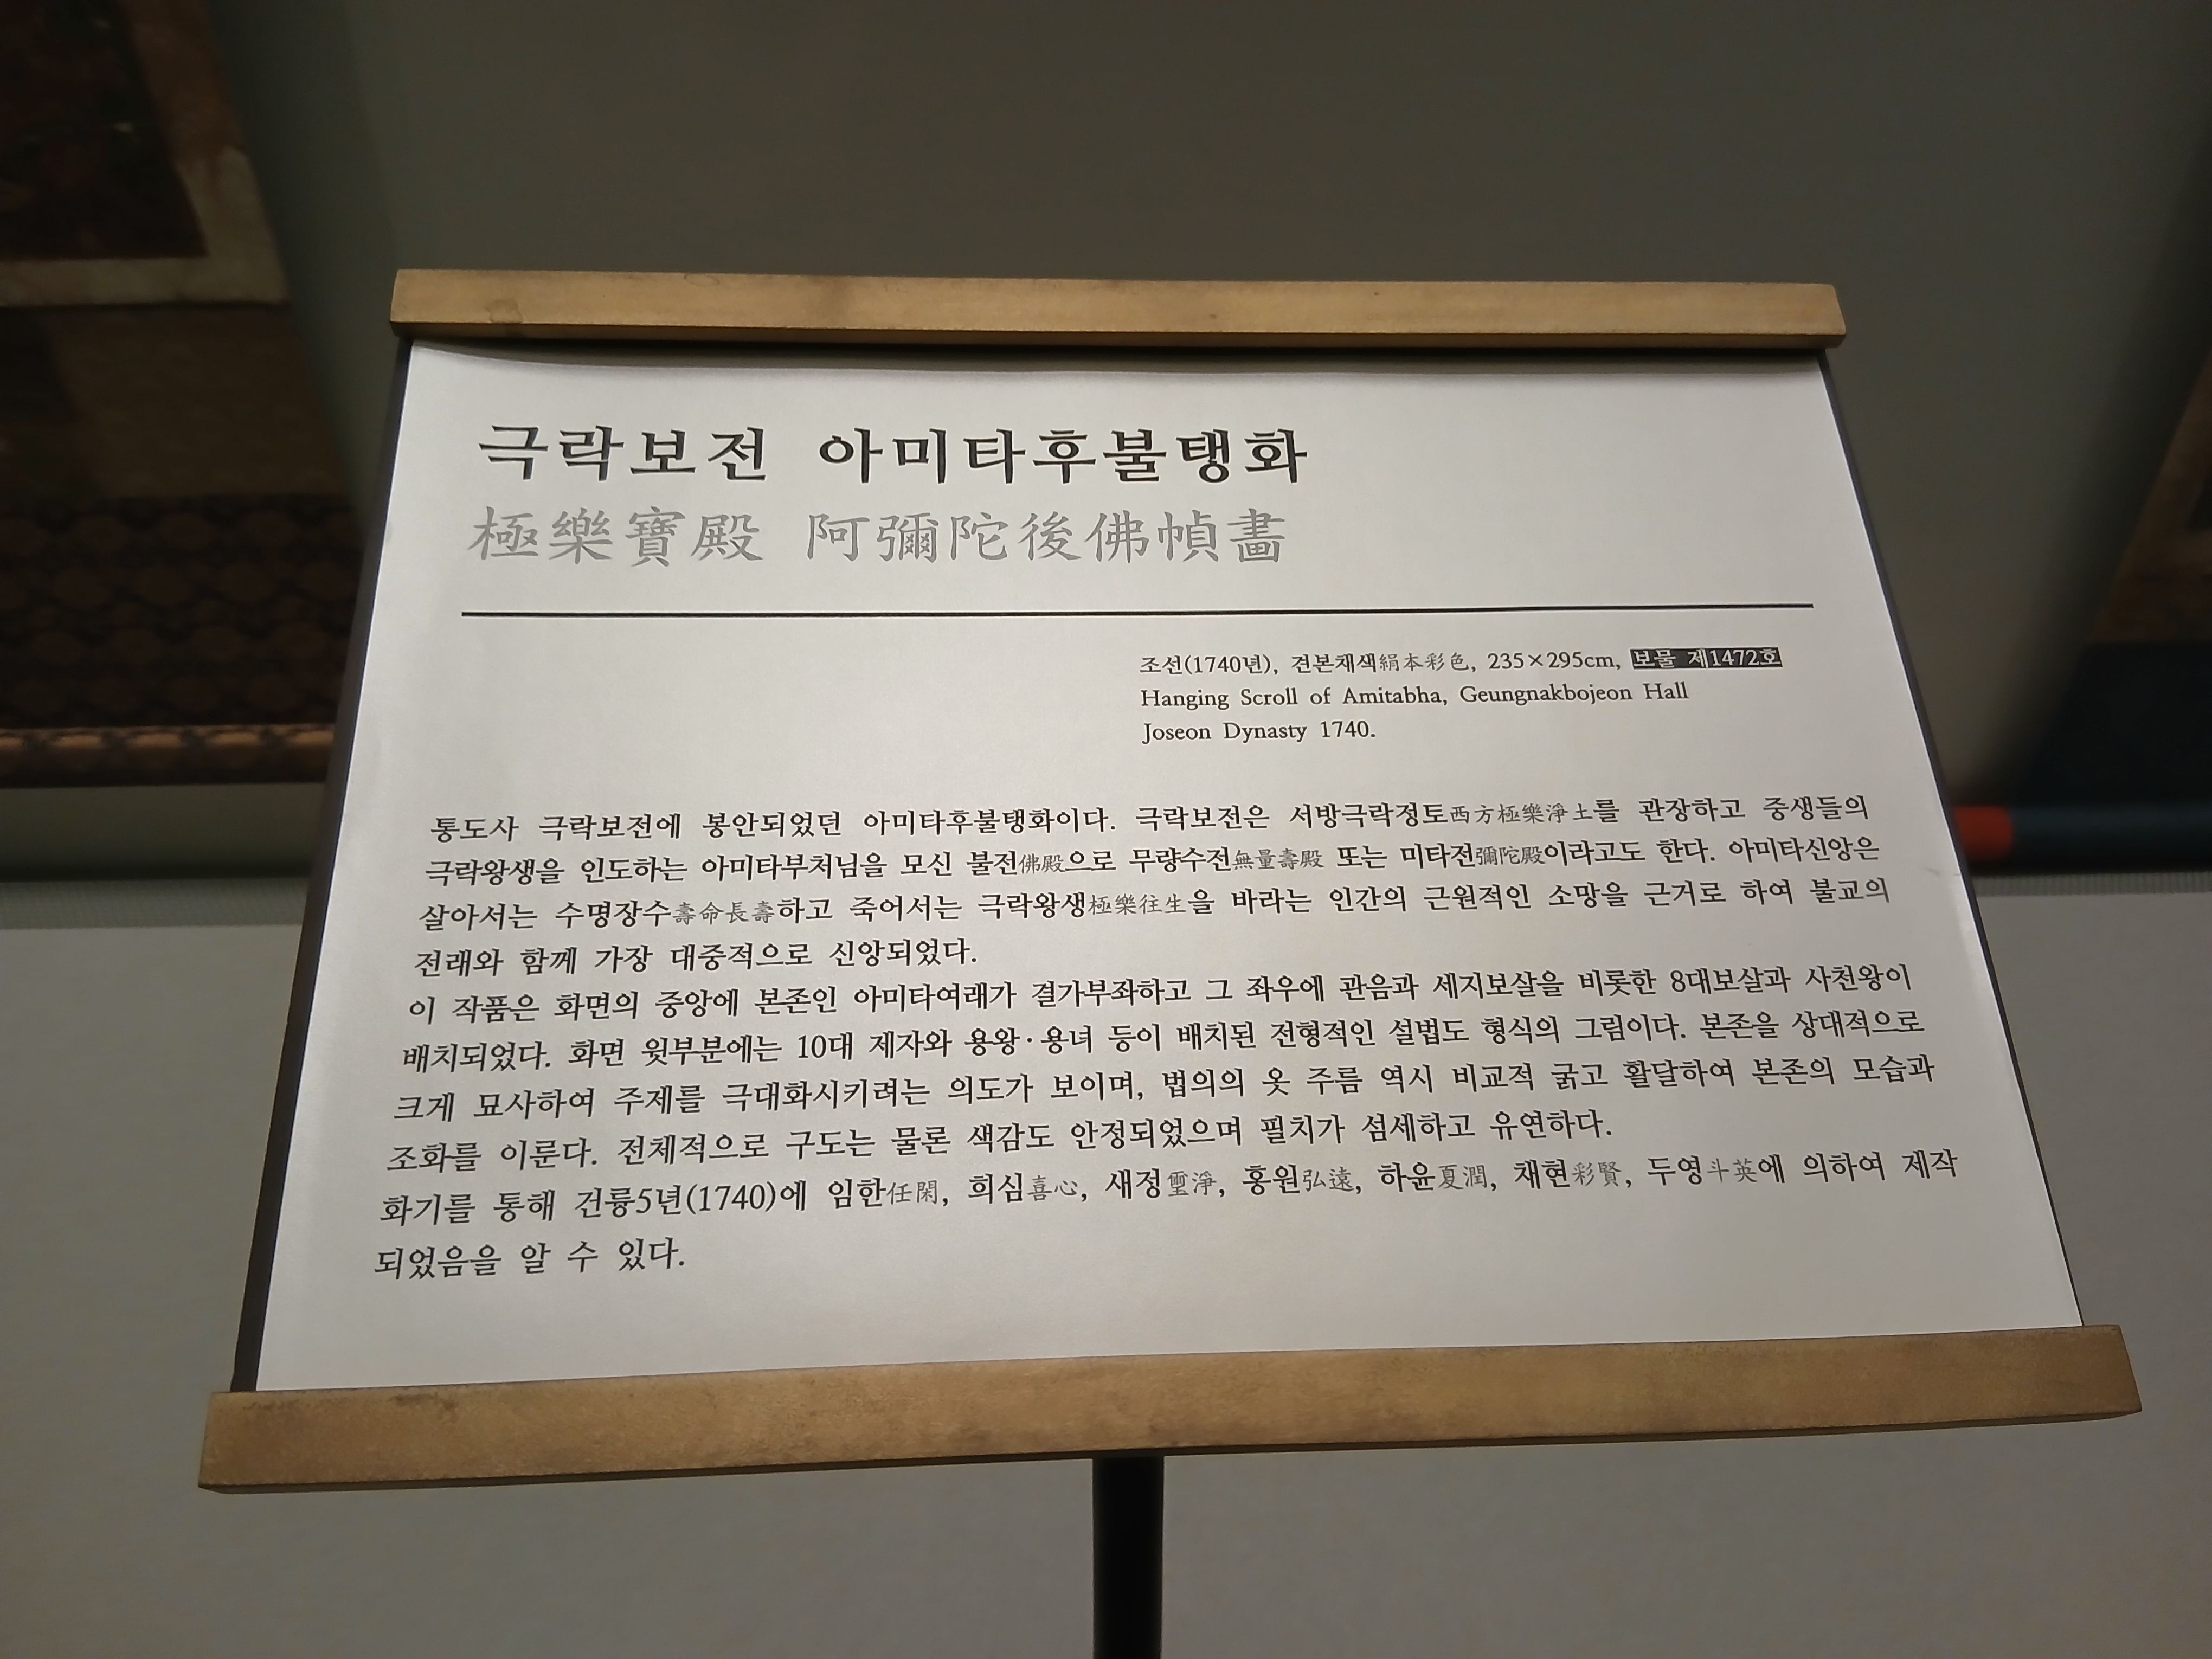 극락보전 아미타후불탱화
極樂寶殿 阿彌陀後佛幀畵
조선(1740년), 견본채색絹本彩色, 235×295cm, 보물 제1472호
Hanging Scroll of Amitabha, Geungnakbojeon Hall
Joseon Dynasty 1740.
통도사 극락보전에 봉안되었던 아미타후불탱화이다. 극락보전은 서방극락정토西方極樂淨土를 관장하고 중생들의
극락왕생을 인도하는 아미타부처님을 모신 불전佛殿으로 무량수전無量壽殿 또는 미타전彌陀殿이라고도 한다. 아미타신앙은
살아서는 수명장수壽命長壽하고 죽어서는 극락왕생極樂往生을 바라는 인간의 근원적인 소망을 근거로 하여 불교의
전래와 함께 가장 대중적으로 신앙되었다.
이 작품은 화면의 중앙에 본존인 아미타여래가 결가부좌하고 그 좌우에 관음과 세지보살을 비롯한 8대보살과 사천왕이
배치되었다. 화면 윗부분에는 10대 제자와 용왕·용녀 등이 배치된 전형적인 설법도 형식의 그림이다. 본존을 상대적으로
크게 묘사하여 주제를 극대화시키려는 의도가 보이며, 법의의 옷 주름 역시 비교적 굵고 활달하여 본존의 모습과
조화를 이룬다. 전체적으로 구도는 물론 색감도 안정되었으며 필치가 섬세하고 유연하다.
화기를 통해 건륭5년(1740)에 임한任閑, 희심喜心, 새정璽淨, 홍원弘遠, 하윤夏潤, 채현彩賢, 두영斗英에 의하여 제작
되었음을 알 수 있다.